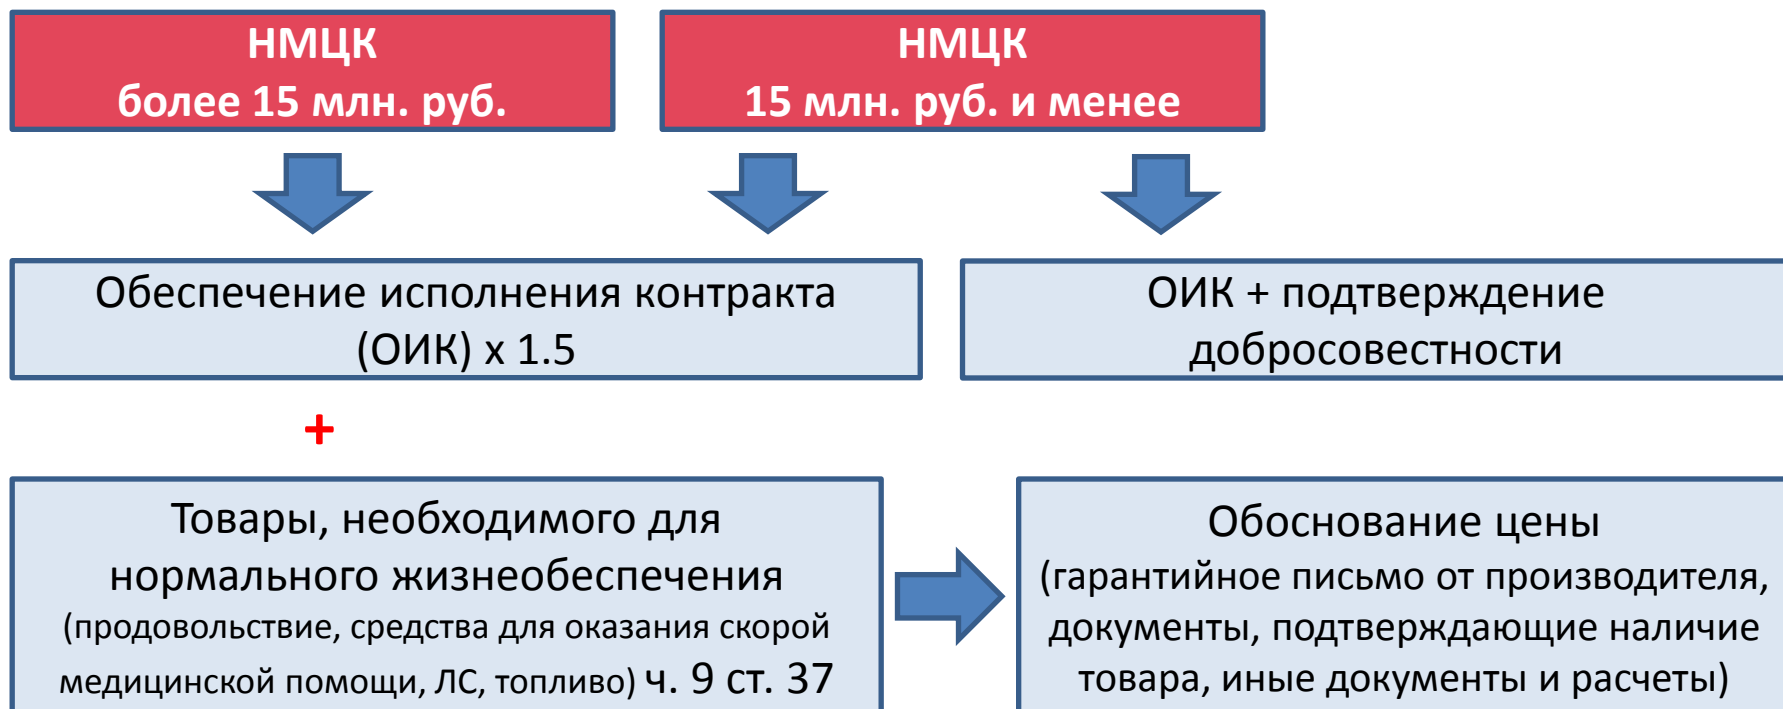 НМЦК
более 15 млн. руб.
НМЦК
15 млн. руб. и менее
Обеспечение исполнения контракта
(ОИК) х 1.5
ОИК + подтверждение
добросовестности
+
Товары, необходимого для
нормального жизнеобеспечения
(продовольствие, средства для оказания скорой
медицинской помощи, ЛС, топливо) ч. 9 ст. 37
Обоснование цены
(гарантийное письмо от производителя,
документы, подтверждающие наличие
товара, иные документы и расчеты)